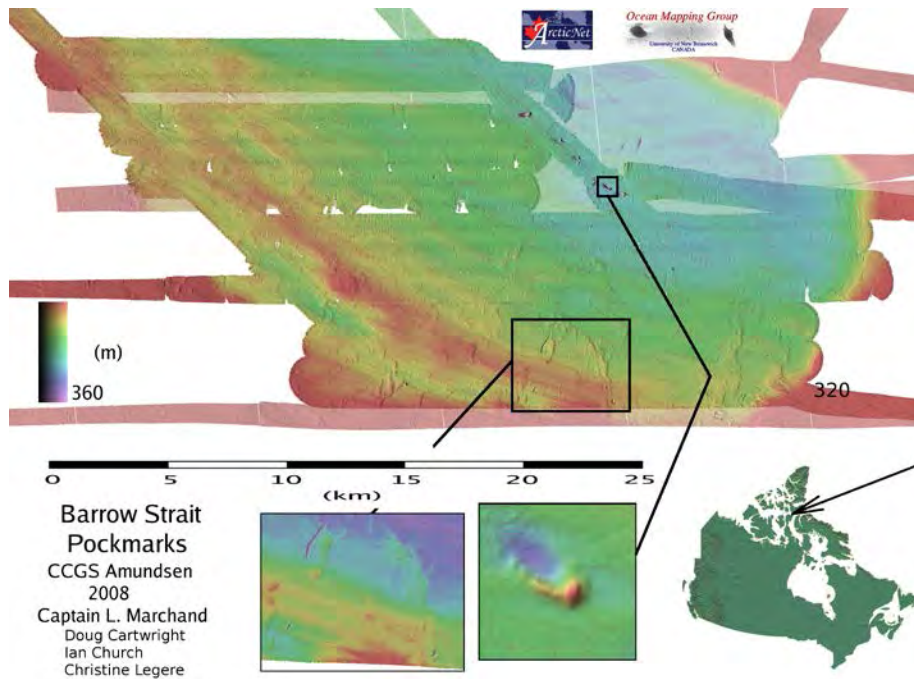 ArcticNet
Ocean Mapping Group
University of New Brunswick
CANADA
(m)
360
320
0 5 10 15 20 25
(km)
Barrow Strait
Pockmarks
CCGS Amundsen
2008
Captain L. Marchand
Doug Cartwright
Ian Church
Christine Legere